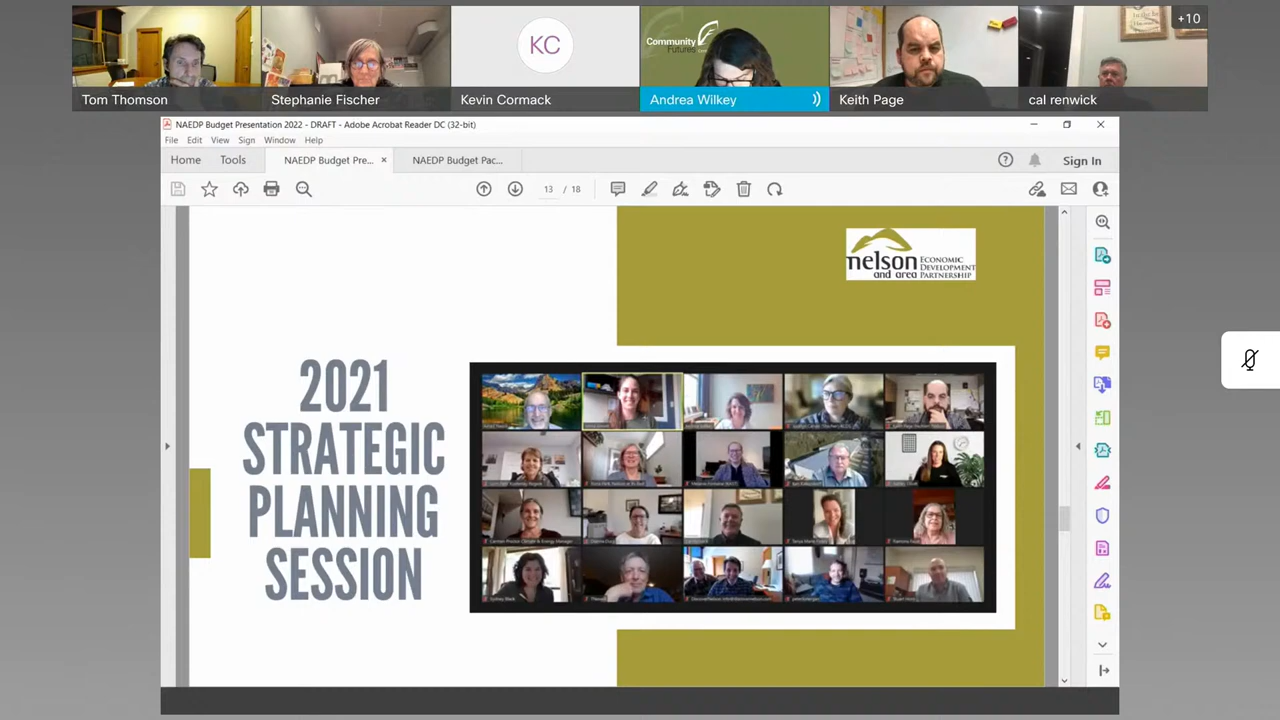 Community
Futures
KC
+10
Tom Thomson
Stephanie Fischer
Kevin Cormack
Andrea Wilkey
Keith Page
cal renwick
NAEDP Budget Presentation 2022 - DRAFT - Adobe Acrobat Reader DC (32-bit)
File Edit View Sign Window Help
Home Tools NAEDP Budget Pre... × NAEDP Budget Pac... Sign In
13 / 18
nelson
and area
ECONOMIC
DEVELOPMENT
PARTNERSHIP
2021
STRATEGIC
PLANNING
SESSION